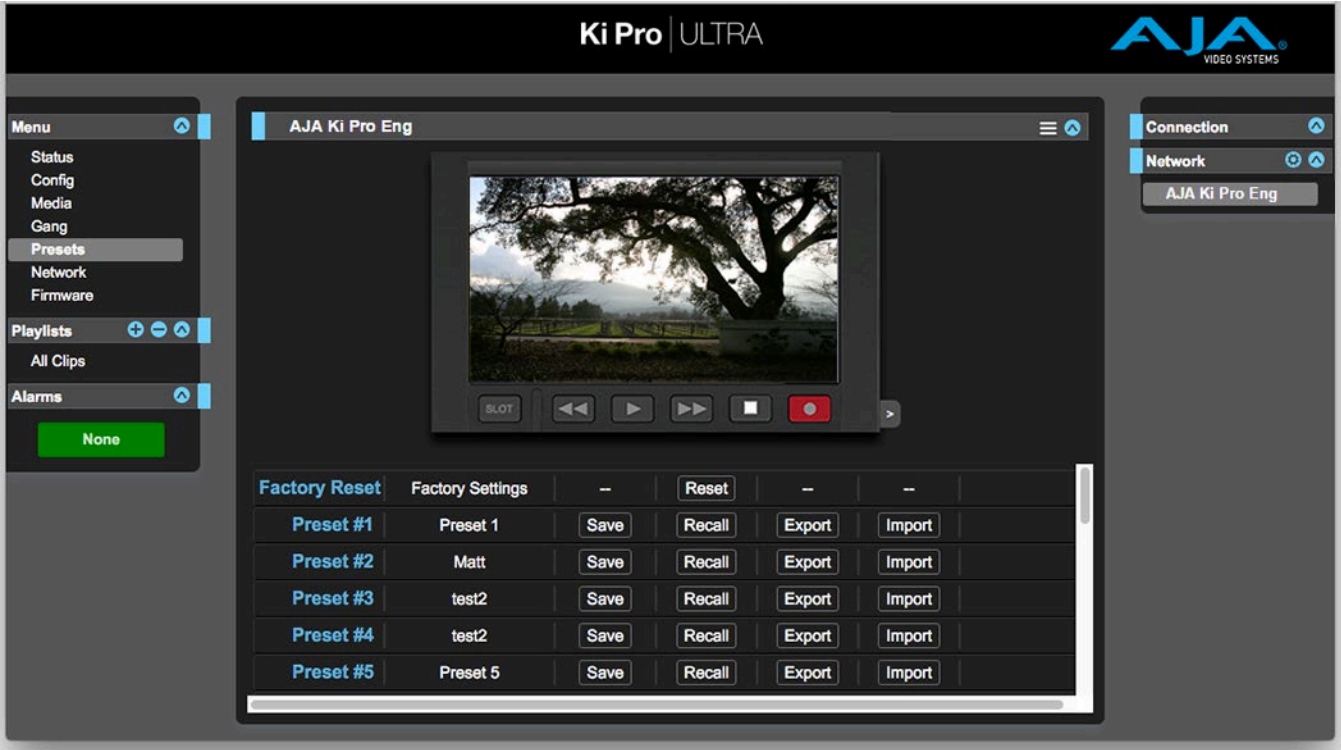 Ki Pro ULTRA
AJA
VIDEO SYSTEMS
Menu
Status
Config
Media
Gang
Presets
Network
Firmware
Playlists
All Clips
Alarms
None
AJA Ki Pro Eng
SLOT
>
Factory Reset Factory Settings -- Reset -- --
Preset #1 Preset 1 Save Recall Export Import
Preset #2 Matt Save Recall Export Import
Preset #3 test2 Save Recall Export Import
Preset #4 test2 Save Recall Export Import
Preset #5 Preset 5 Save Recall Export Import
Connection
Network
AJA Ki Pro Eng